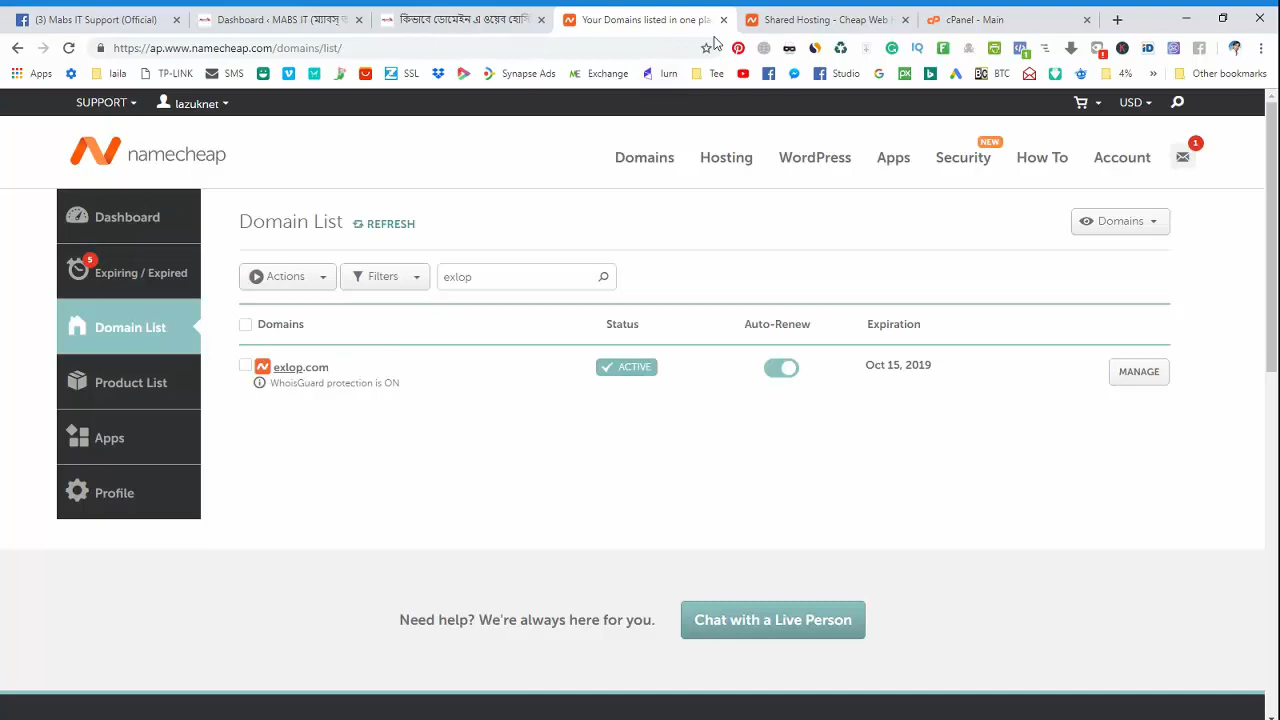 (3) Mabs IT Support (Official)
Dashboard ‹ MABS IT (ম্যাবস্
কিভাবে ডোমেইন এ ওয়েব হোসি
Your Domains listed in one pla
Shared Hosting - Cheap Web
cP cPanel - Main
https://ap.www.namecheap.com/domains/list/
Apps
laila
TP-LINK
SMS
SSL
Synapse Ads
ME Exchange
Iurn
Tee
Studio
BTC
4%
Other bookmarks
SUPPORT
lazuknet
USD
namecheap
Domains
Hosting
WordPress
Apps
NEW
Security
How To
Account
1
Dashboard
5
Expiring / Expired
Domain List
Product List
Apps
Profile
Domain List REFRESH
Domains
Actions
Filters
exlop
Domains Status Auto-Renew Expiration
exlop.com ACTIVE Oct 15, 2019 MANAGE
WhoisGuard protection is ON
Need help? We're always here for you. Chat with a Live Person